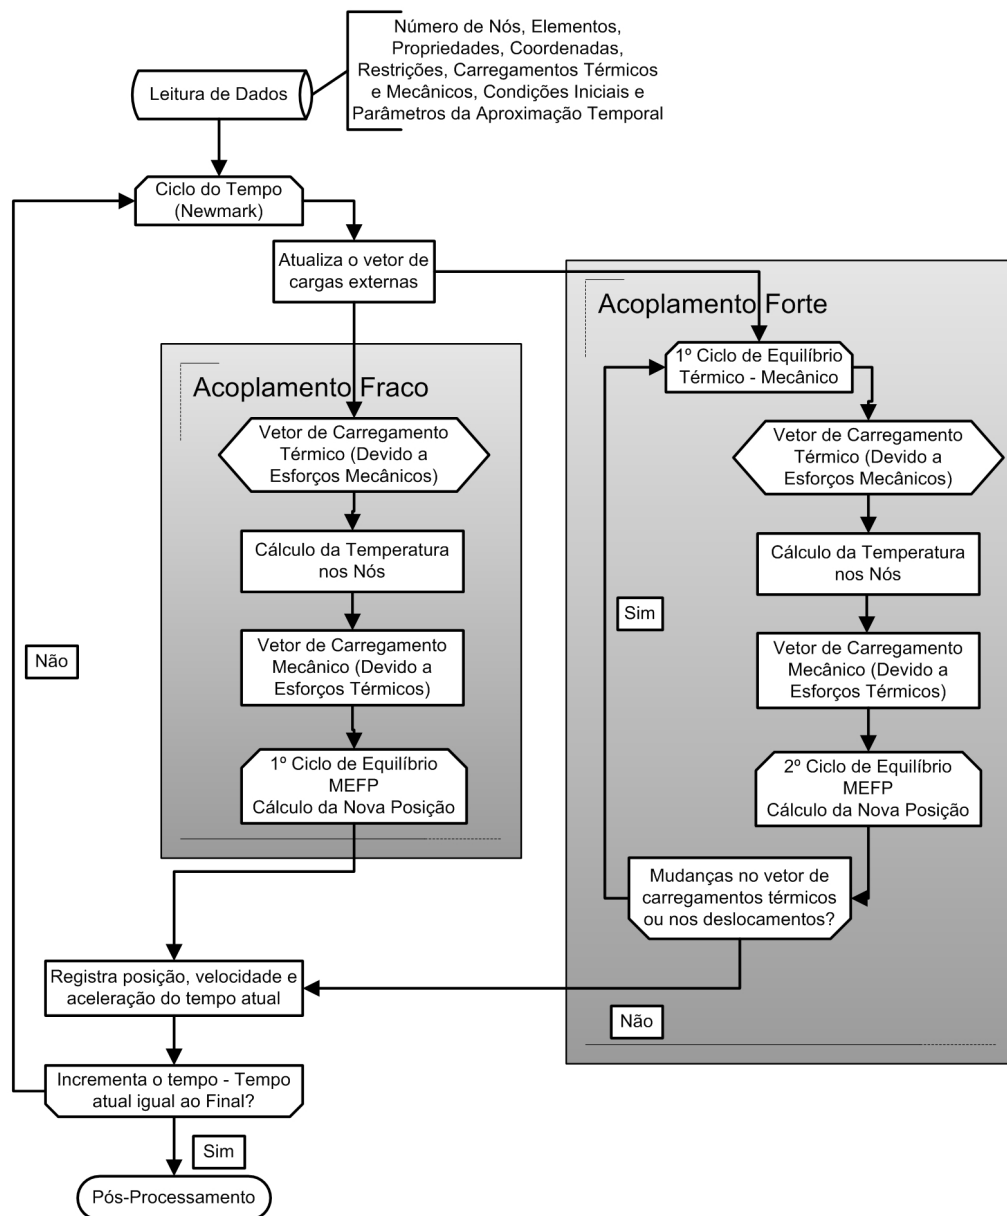 Número de Nós, Elementos,
Propriedades, Coordenadas,
Restrições, Carregamentos Térmicos
e Mecânicos, Condições Iniciais e
Parâmetros da Aproximação Temporal
Leitura de Dados
Ciclo do Tempo
(Newmark)
Atualiza o vetor de
cargas externas
Acoplamento Fraco
Vetor de Carregamento
Térmico (Devido a
Esforços Mecânicos)
Cálculo da Temperatura
nos Nós
Vetor de Carregamento
Mecânico (Devido a
Esforços Térmicos)
1º Ciclo de Equilíbrio
MEFP
Cálculo da Nova Posição
Acoplamento Forte
1º Ciclo de Equilíbrio
Térmico - Mecânico
Vetor de Carregamento
Térmico (Devido a
Esforços Mecânicos)
Cálculo da Temperatura
nos Nós
Sim
Vetor de Carregamento
Mecânico (Devido a
Esforços Térmicos)
2º Ciclo de Equilíbrio
MEFP
Cálculo da Nova Posição
Mudanças no vetor de
carregamentos térmicos
ou nos deslocamentos?
Não
Não
Registra posição, velocidade e
aceleração do tempo atual
Incrementa o tempo - Tempo
atual igual ao Final?
Sim
Pós-Processamento